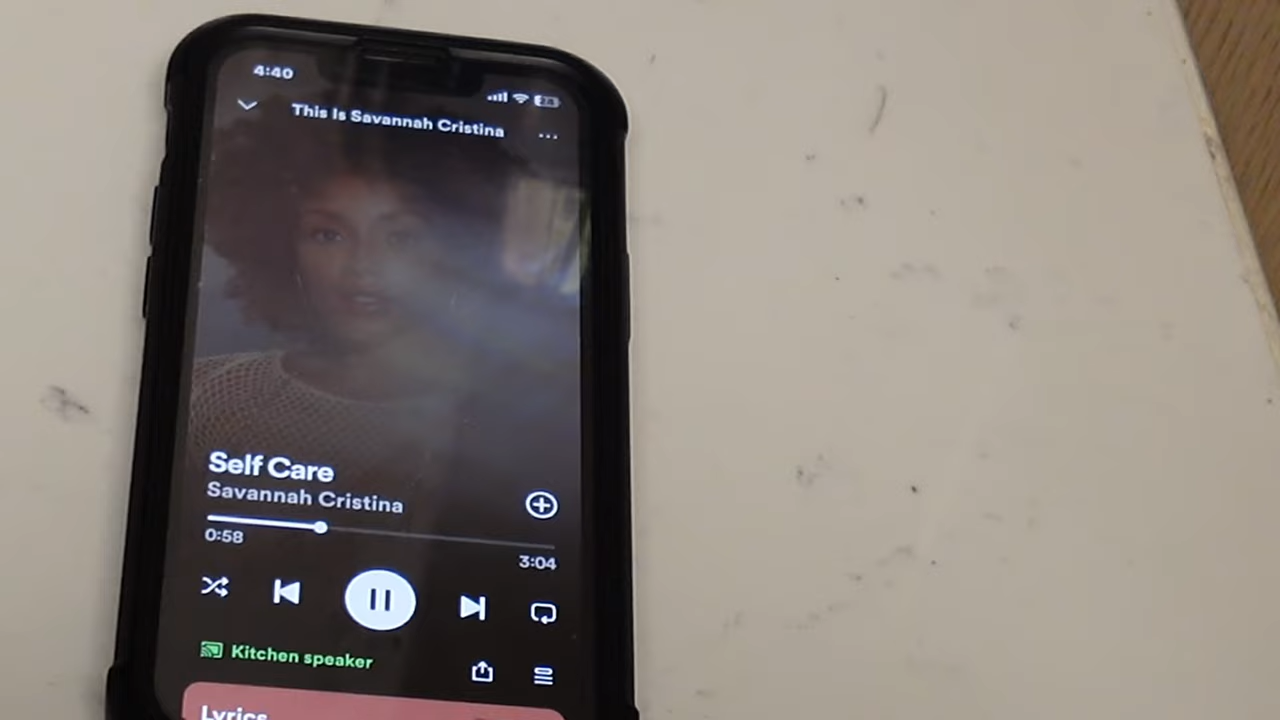 4:40
This Is Savannah Cristina
Self Care
Savannah Cristina
0:58
3:04
Kitchen speaker
Lyrics